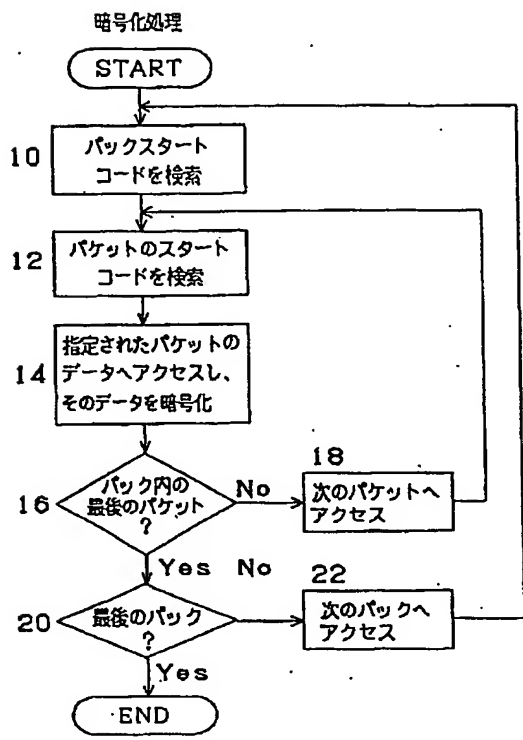 暗号化処理
START
10
パックスタート
コードを検索
12
パケットのスタート
コードを検索
14
指定されたパケットの
データへアクセスし、
そのデータを暗号化
16
パック内の
最後のパケット
?
No
18
次のパケットへ
アクセス
Yes
No
20
最後のパック
?
22
次のパックへ
アクセス
Yes
END